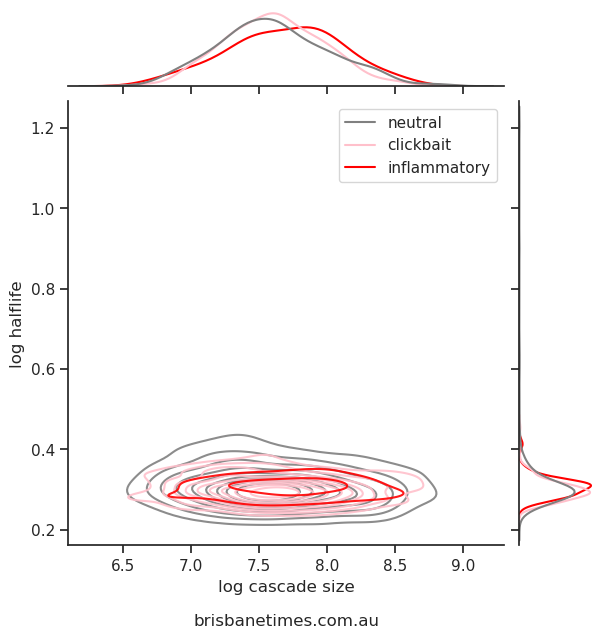 neutral
clickbait
inflammatory
log halflife
1.2
1.0
0.8
0.6
0.4
0.2
6.5 7.0 7.5 8.0 8.5 9.0
log cascade size
brisbanetimes.com.au